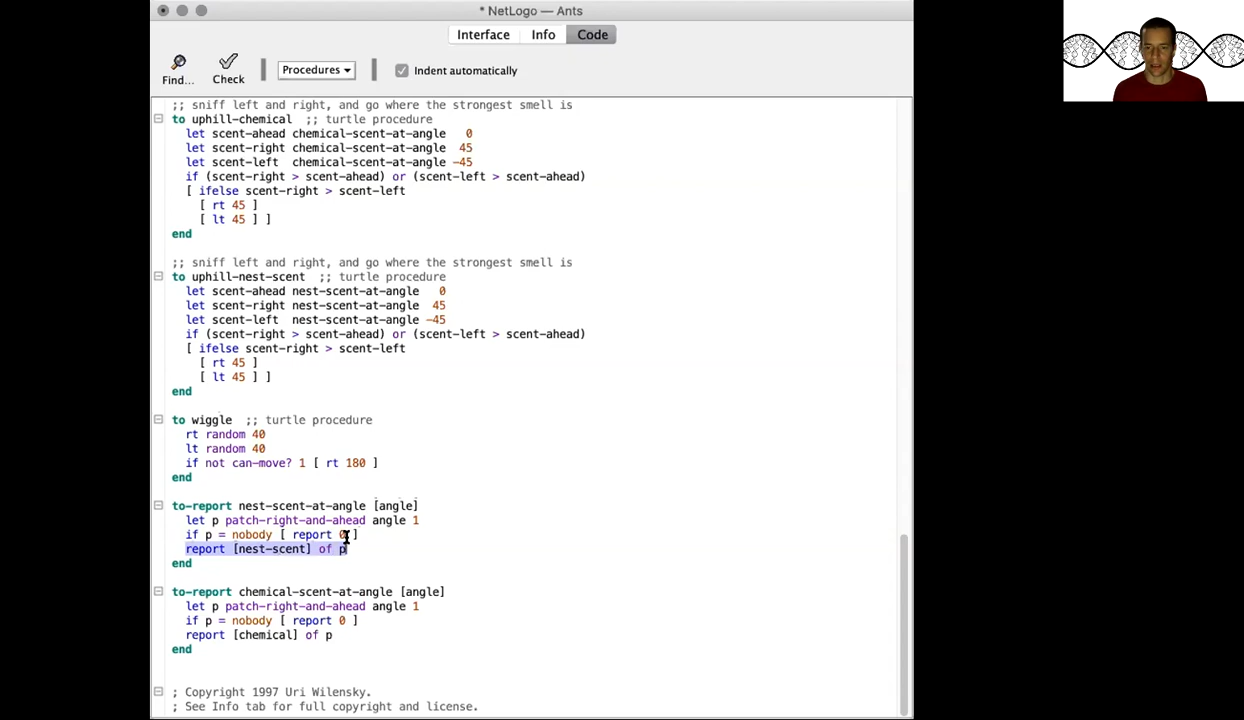 * NetLogo — Ants
Interface Info Code
Find... Check Procedures Indent automatically
;; sniff left and right, and go where the strongest smell is
to uphill-chemical  ;; turtle procedure
  let scent-ahead chemical-scent-at-angle   0
  let scent-right chemical-scent-at-angle  45
  let scent-left  chemical-scent-at-angle -45
  if (scent-right > scent-ahead) or (scent-left > scent-ahead)
  [ ifelse scent-right > scent-left
    [ rt 45 ]
    [ lt 45 ] ]
end
;; sniff left and right, and go where the strongest smell is
to uphill-nest-scent  ;; turtle procedure
  let scent-ahead nest-scent-at-angle   0
  let scent-right nest-scent-at-angle  45
  let scent-left  nest-scent-at-angle -45
  if (scent-right > scent-ahead) or (scent-left > scent-ahead)
  [ ifelse scent-right > scent-left
    [ rt 45 ]
    [ lt 45 ] ]
end
to wiggle  ;; turtle procedure
  rt random 40
  lt random 40
  if not can-move? 1 [ rt 180 ]
end
to-report nest-scent-at-angle [angle]
  let p patch-right-and-ahead angle 1
  if p = nobody [ report 0 ]
  report [nest-scent] of p
end
to-report chemical-scent-at-angle [angle]
  let p patch-right-and-ahead angle 1
  if p = nobody [ report 0 ]
  report [chemical] of p
end
; Copyright 1997 Uri Wilensky.
; See Info tab for full copyright and license.